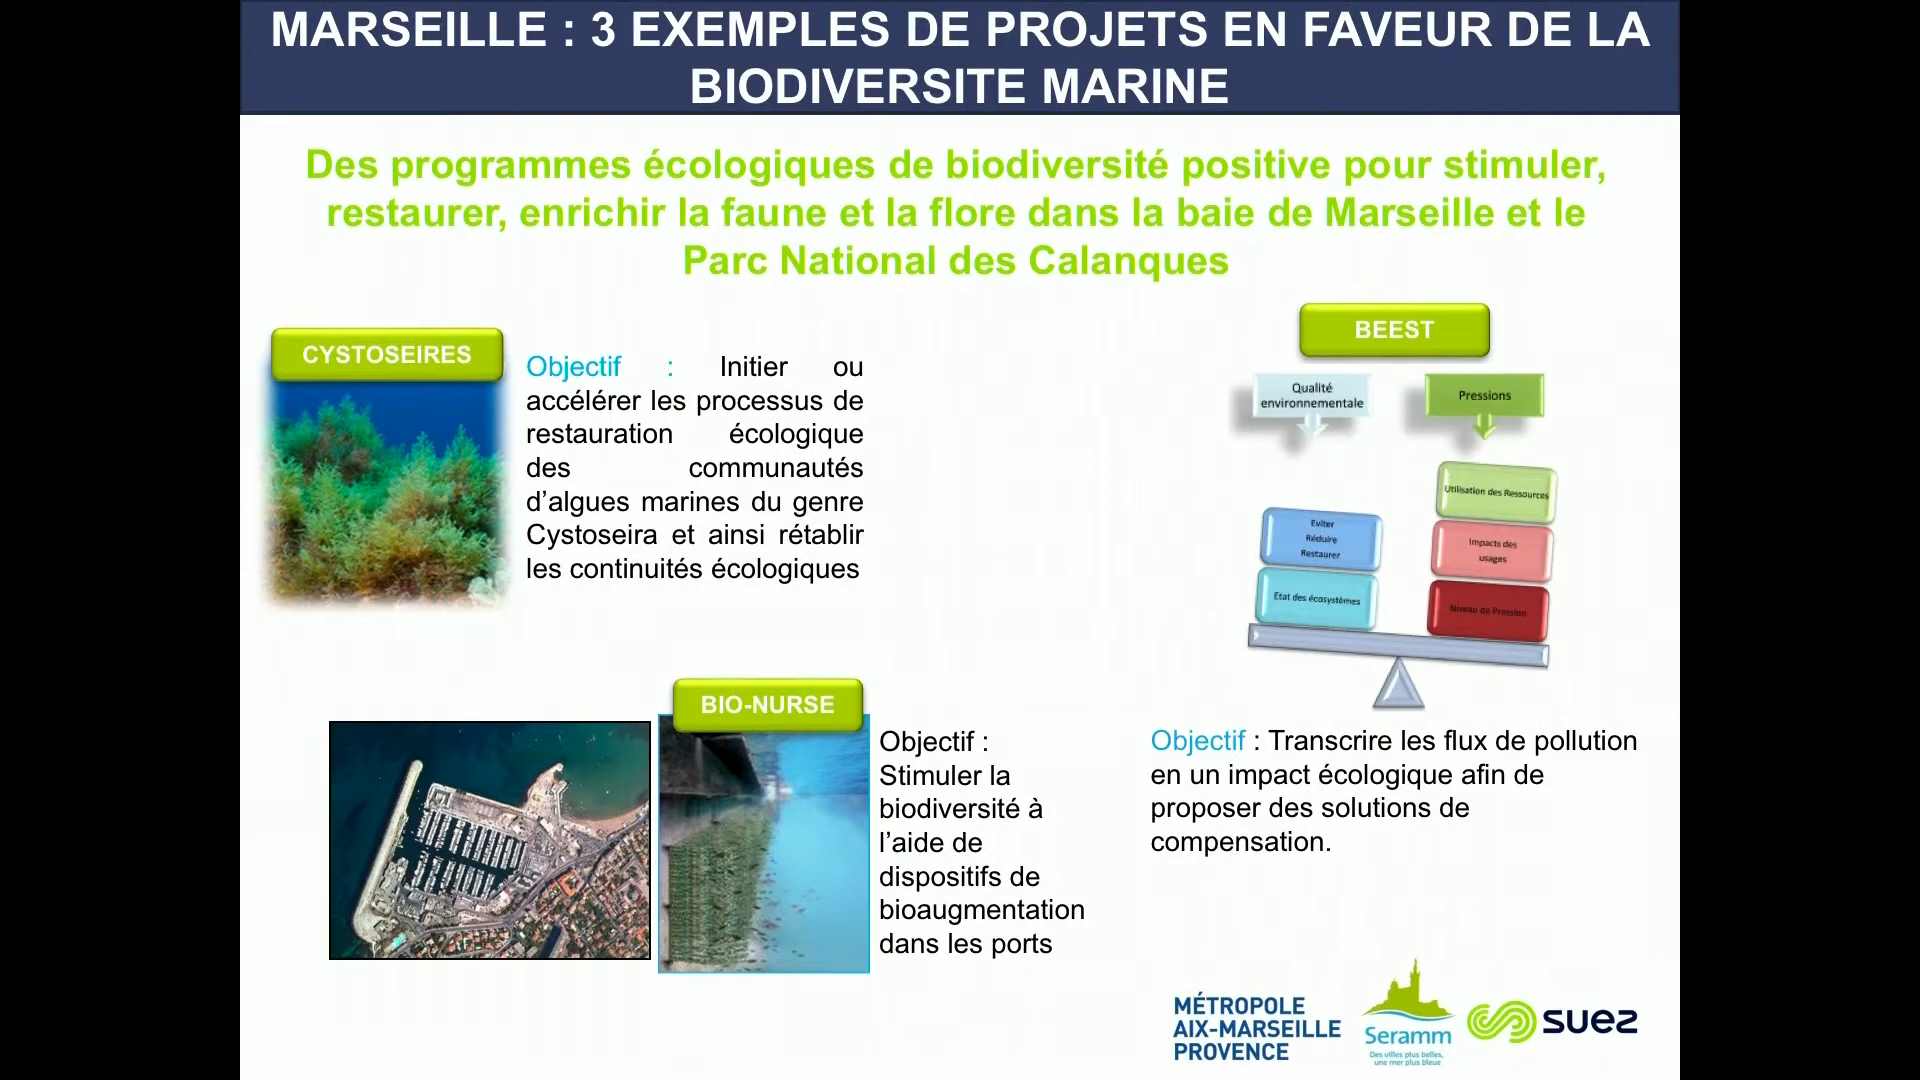 MARSEILLE : 3 EXEMPLES DE PROJETS EN FAVEUR DE LA
BIODIVERSITE MARINE
Des programmes écologiques de biodiversité positive pour stimuler,
restaurer, enrichir la faune et la flore dans la baie de Marseille et le
Parc National des Calanques
CYSTOSEIRES
Objectif : Initier ou
accélérer les processus de
restauration écologique
des communautés
d’algues marines du genre
Cystoseira et ainsi rétablir
les continuités écologiques
BEEST
Qualité
environnementale
Pressions
Utilisation des Ressources
Eviter
Réduire
Restaurer
Impacts des
usages
Etat des écosystèmes
Niveau de Pression
BIO-NURSE
Objectif :
Stimuler la
biodiversité à
l’aide de
dispositifs de
bioaugmentation
dans les ports
Objectif : Transcrire les flux de pollution
en un impact écologique afin de
proposer des solutions de
compensation.
MÉTROPOLE
AIX-MARSEILLE
PROVENCE
Seramm
Des villes plus belles,
une mer plus bleue
suez